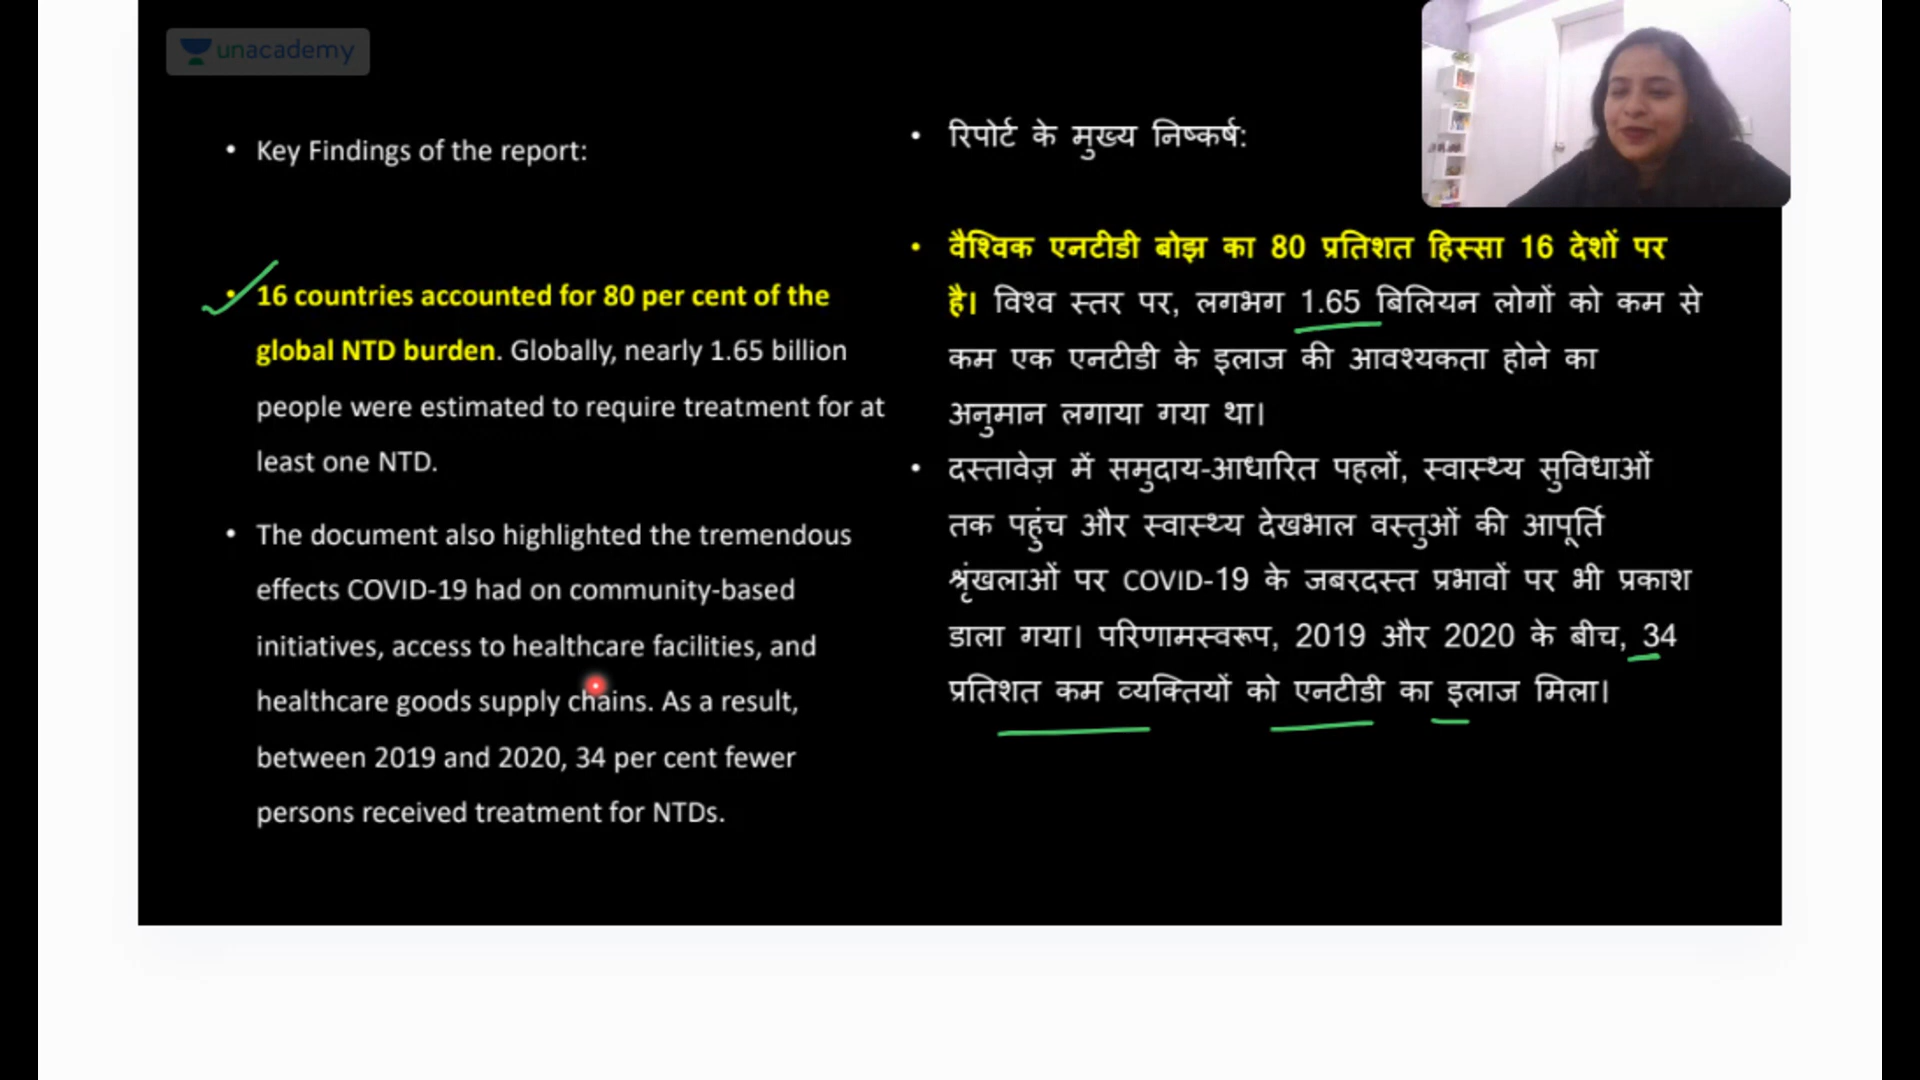 unacademy
Key Findings of the report:
16 countries accounted for 80 per cent of the
global NTD burden. Globally, nearly 1.65 billion
people were estimated to require treatment for at
least one NTD.
The document also highlighted the tremendous
effects COVID-19 had on community-based
initiatives, access to healthcare facilities, and
healthcare goods supply chains. As a result,
between 2019 and 2020, 34 per cent fewer
persons received treatment for NTDs.
रिपोर्ट के मुख्य निष्कर्ष:
वैश्विक एनटीडी बोझ का 80 प्रतिशत हिस्सा 16 देशों पर
है। विश्व स्तर पर, लगभग 1.65 बिलियन लोगों को कम से
कम एक एनटीडी के इलाज की आवश्यकता होने का
अनुमान लगाया गया था।
दस्तावेज़ में समुदाय-आधारित पहलों, स्वास्थ्य सुविधाओं
तक पहुंच और स्वास्थ्य देखभाल वस्तुओं की आपूर्ति
श्रृंखलाओं पर COVID-19 के जबरदस्त प्रभावों पर भी प्रकाश
डाला गया। परिणामस्वरूप, 2019 और 2020 के बीच, 34
प्रतिशत कम व्यक्तियों को एनटीडी का इलाज मिला।